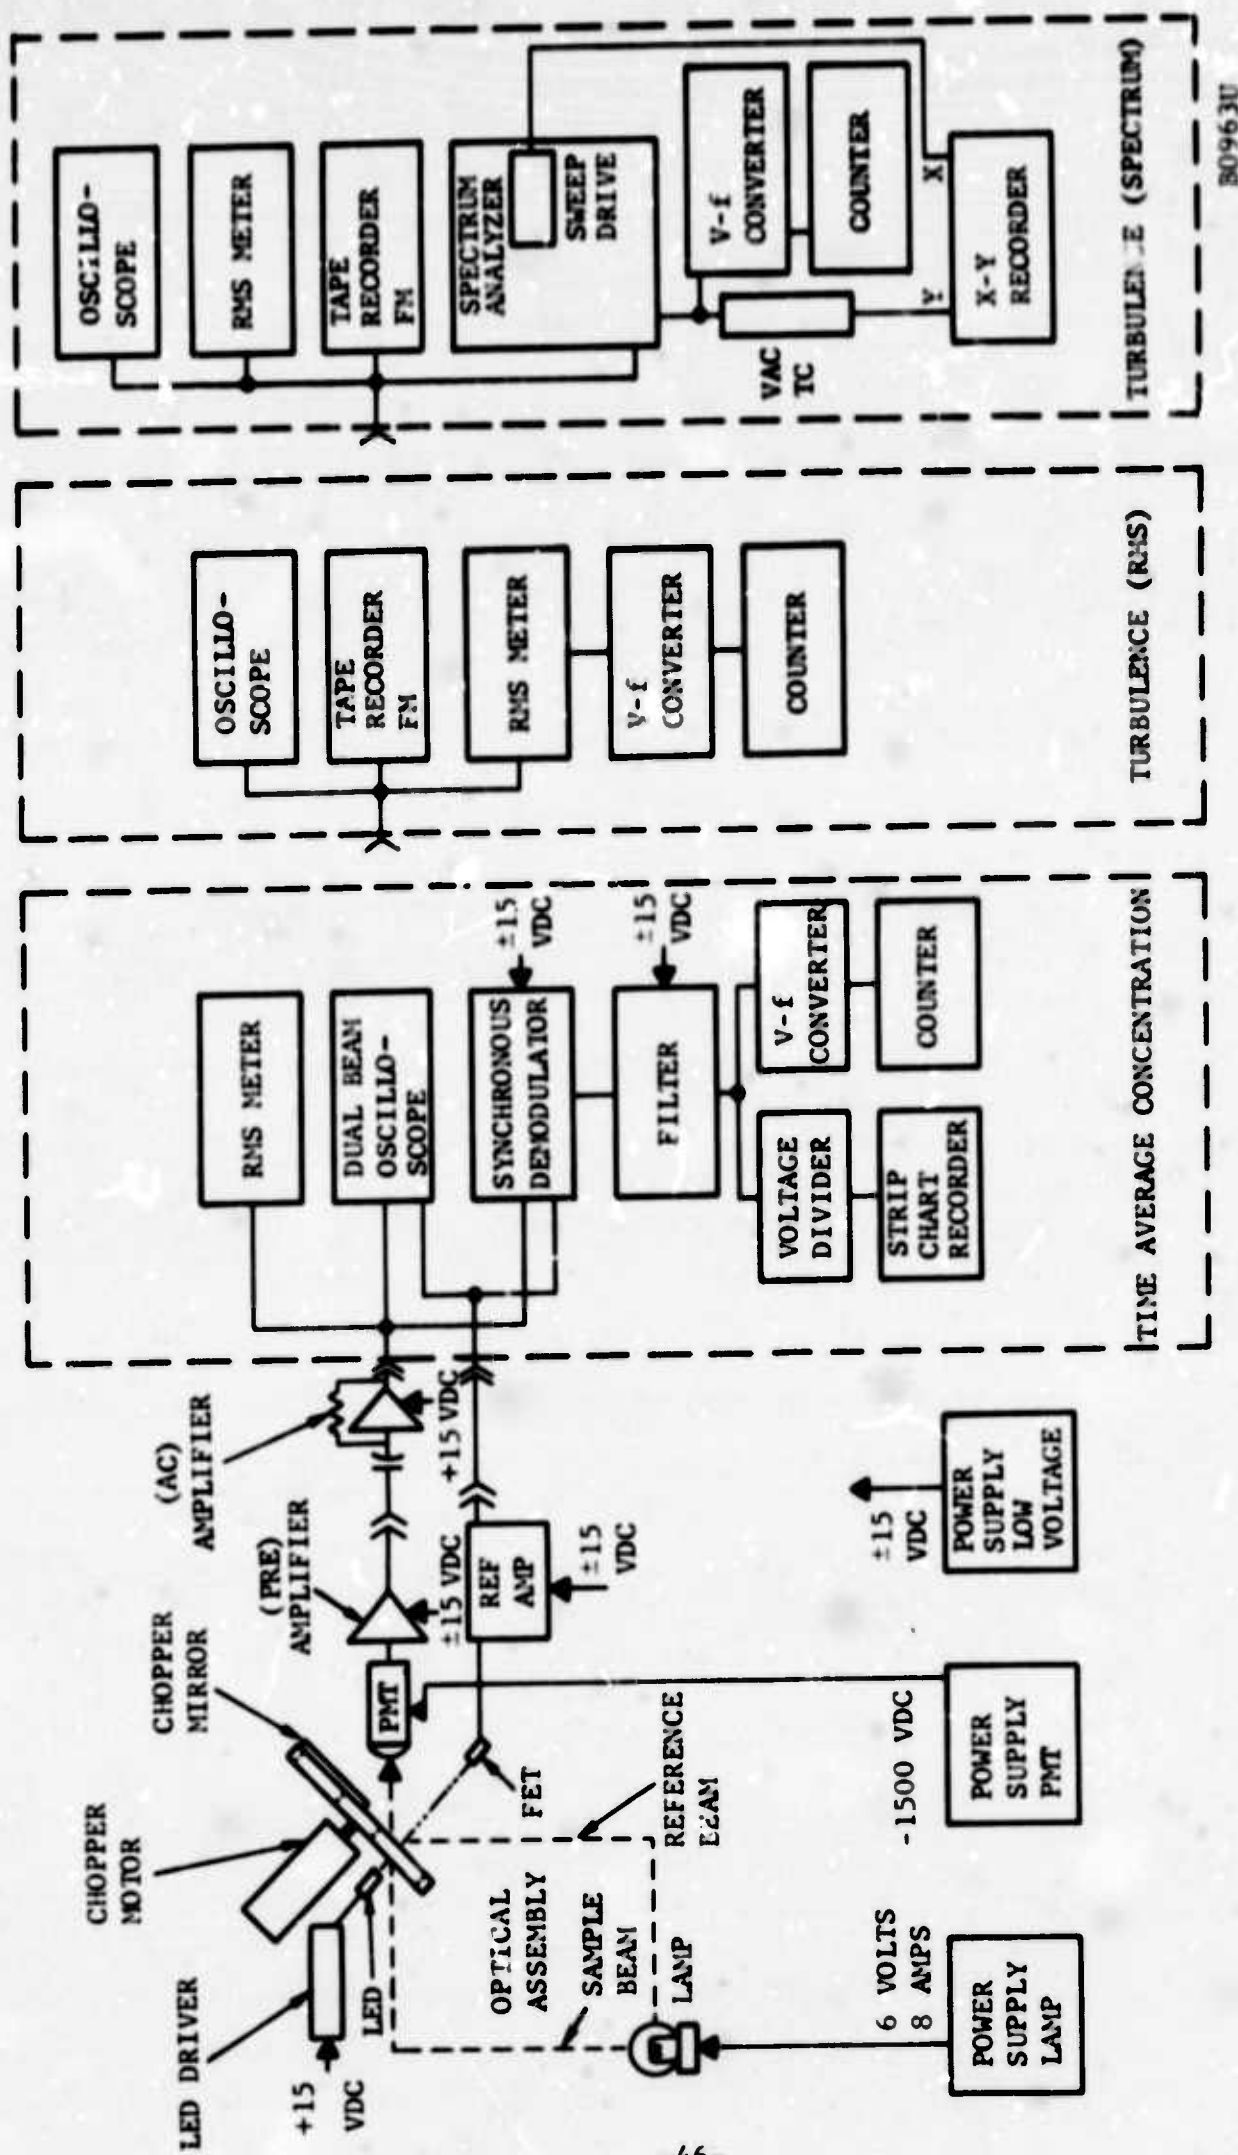 LED DRIVER
+15
VDC
LED
CHOPPER
MOTOR
CHOPPER
MIRROR
(PRE)
AMPLIFIER
(AC)
AMPLIFIER
PMT
±15 VDC
+15 VDC
REF
AMP
±15
VDC
FET
OPTICAL
ASSEMBLY
SAMPLE
BEAM
REFERENCE
BEAM
LAMP
6 VOLTS
8 AMPS
POWER
SUPPLY
LAMP
-1500 VDC
POWER
SUPPLY
PMT
±15
VDC
POWER
SUPPLY
LOW
VOLTAGE
RMS METER
DUAL BEAM
OSCILLO-
SCOPE
SYNCHRONOUS
DEMODULATOR
±15
VDC
FILTER
±15
VDC
VOLTAGE
DIVIDER
V-f
CONVERTER
STRIP
CHART
RECORDER
COUNTER
TIME AVERAGE CONCENTRATION
OSCILLO-
SCOPE
TAPE
RECORDER
FM
RMS METER
V-f
CONVERTER
COUNTER
TURBULENCE (RMS)
OSCILLO-
SCOPE
RMS METER
TAPE
RECORDER
FM
SPECTRUM
ANALYZER
SWEEP
DRIVE
VAC
TC
V-f
CONVERTER
COUNTER
Y
X
X-Y
RECORDER
TURBULENCE (SPECTRUM)
B0963U
46